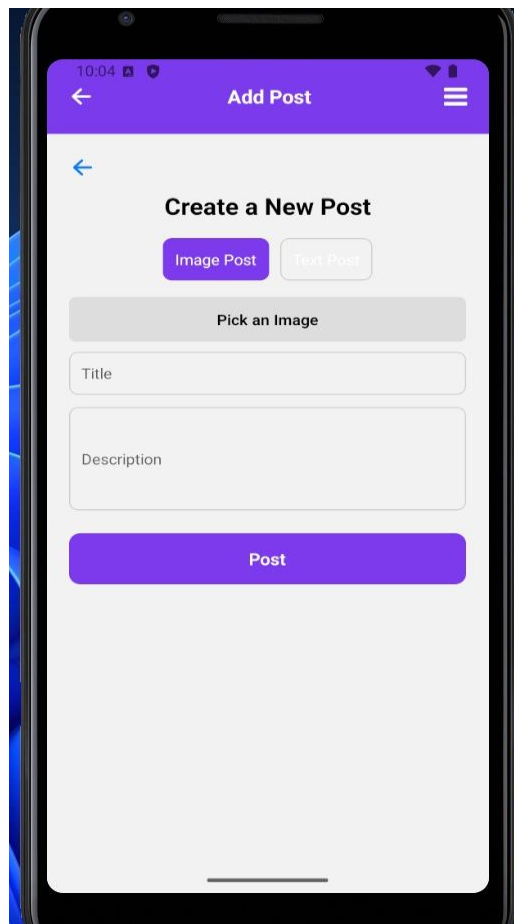 10:04
Add Post
Create a New Post
Image Post Text Post
Pick an Image
Title
Description
Post